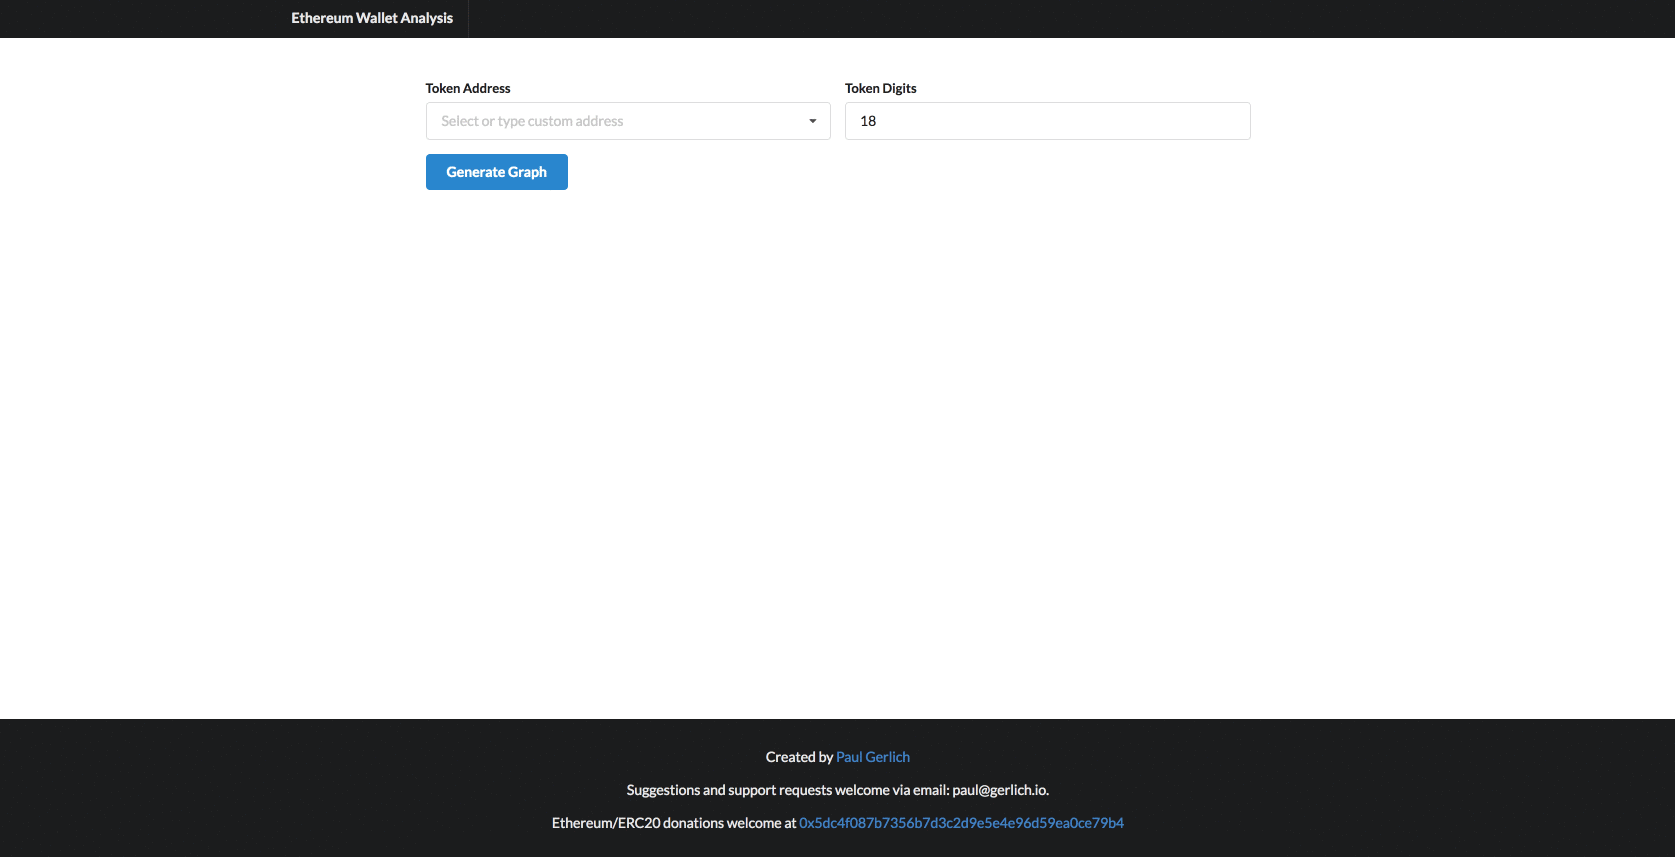 Ethereum Wallet Analysis
Token Address
Token Digits
Select or type custom address
18
Generate Graph
Created by Paul Gerlich
Suggestions and support requests welcome via email: paul@gerlich.io.
Ethereum/ERC20 donations welcome at 0x5dc4f087b7356b7d3c2d9e5e4e96d59ea0ce79b4